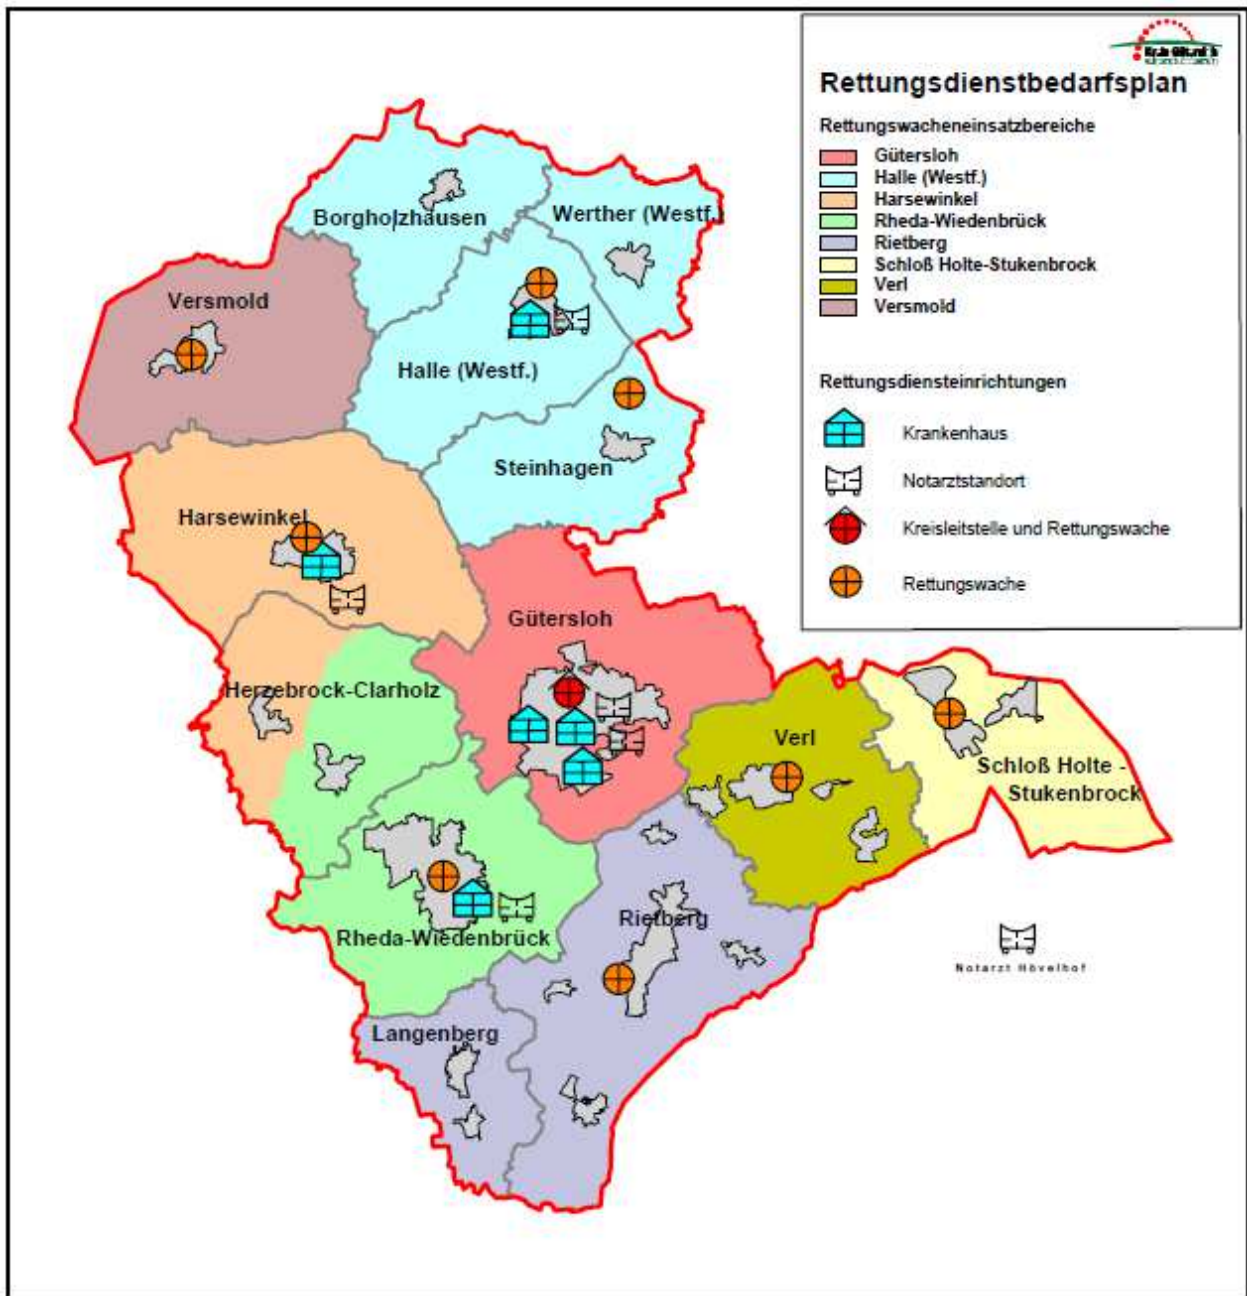 Rettungsdienstbedarfsplan
Rettungswacheneinsatzbereiche
Gütersloh
Halle (Westf.)
Harsewinkel
Rheda-Wiedenbrück
Rietberg
Schloß Holte-Stukenbrock
Verl
Versmold
Rettungsdiensteinrichtungen
Krankenhaus
Notarztstandort
Kreisleitstelle und Rettungswache
Rettungswache
Borgholzhausen
Werther (Westf.)
Versmold
Halle (Westf.)
Steinhagen
Harsewinkel
Gütersloh
Herzebrock-Clarholz
Verl
Schloß Holte -
Stukenbrock
Rietberg
Rheda-Wiedenbrück
Notarzt Hövelhof
Langenberg